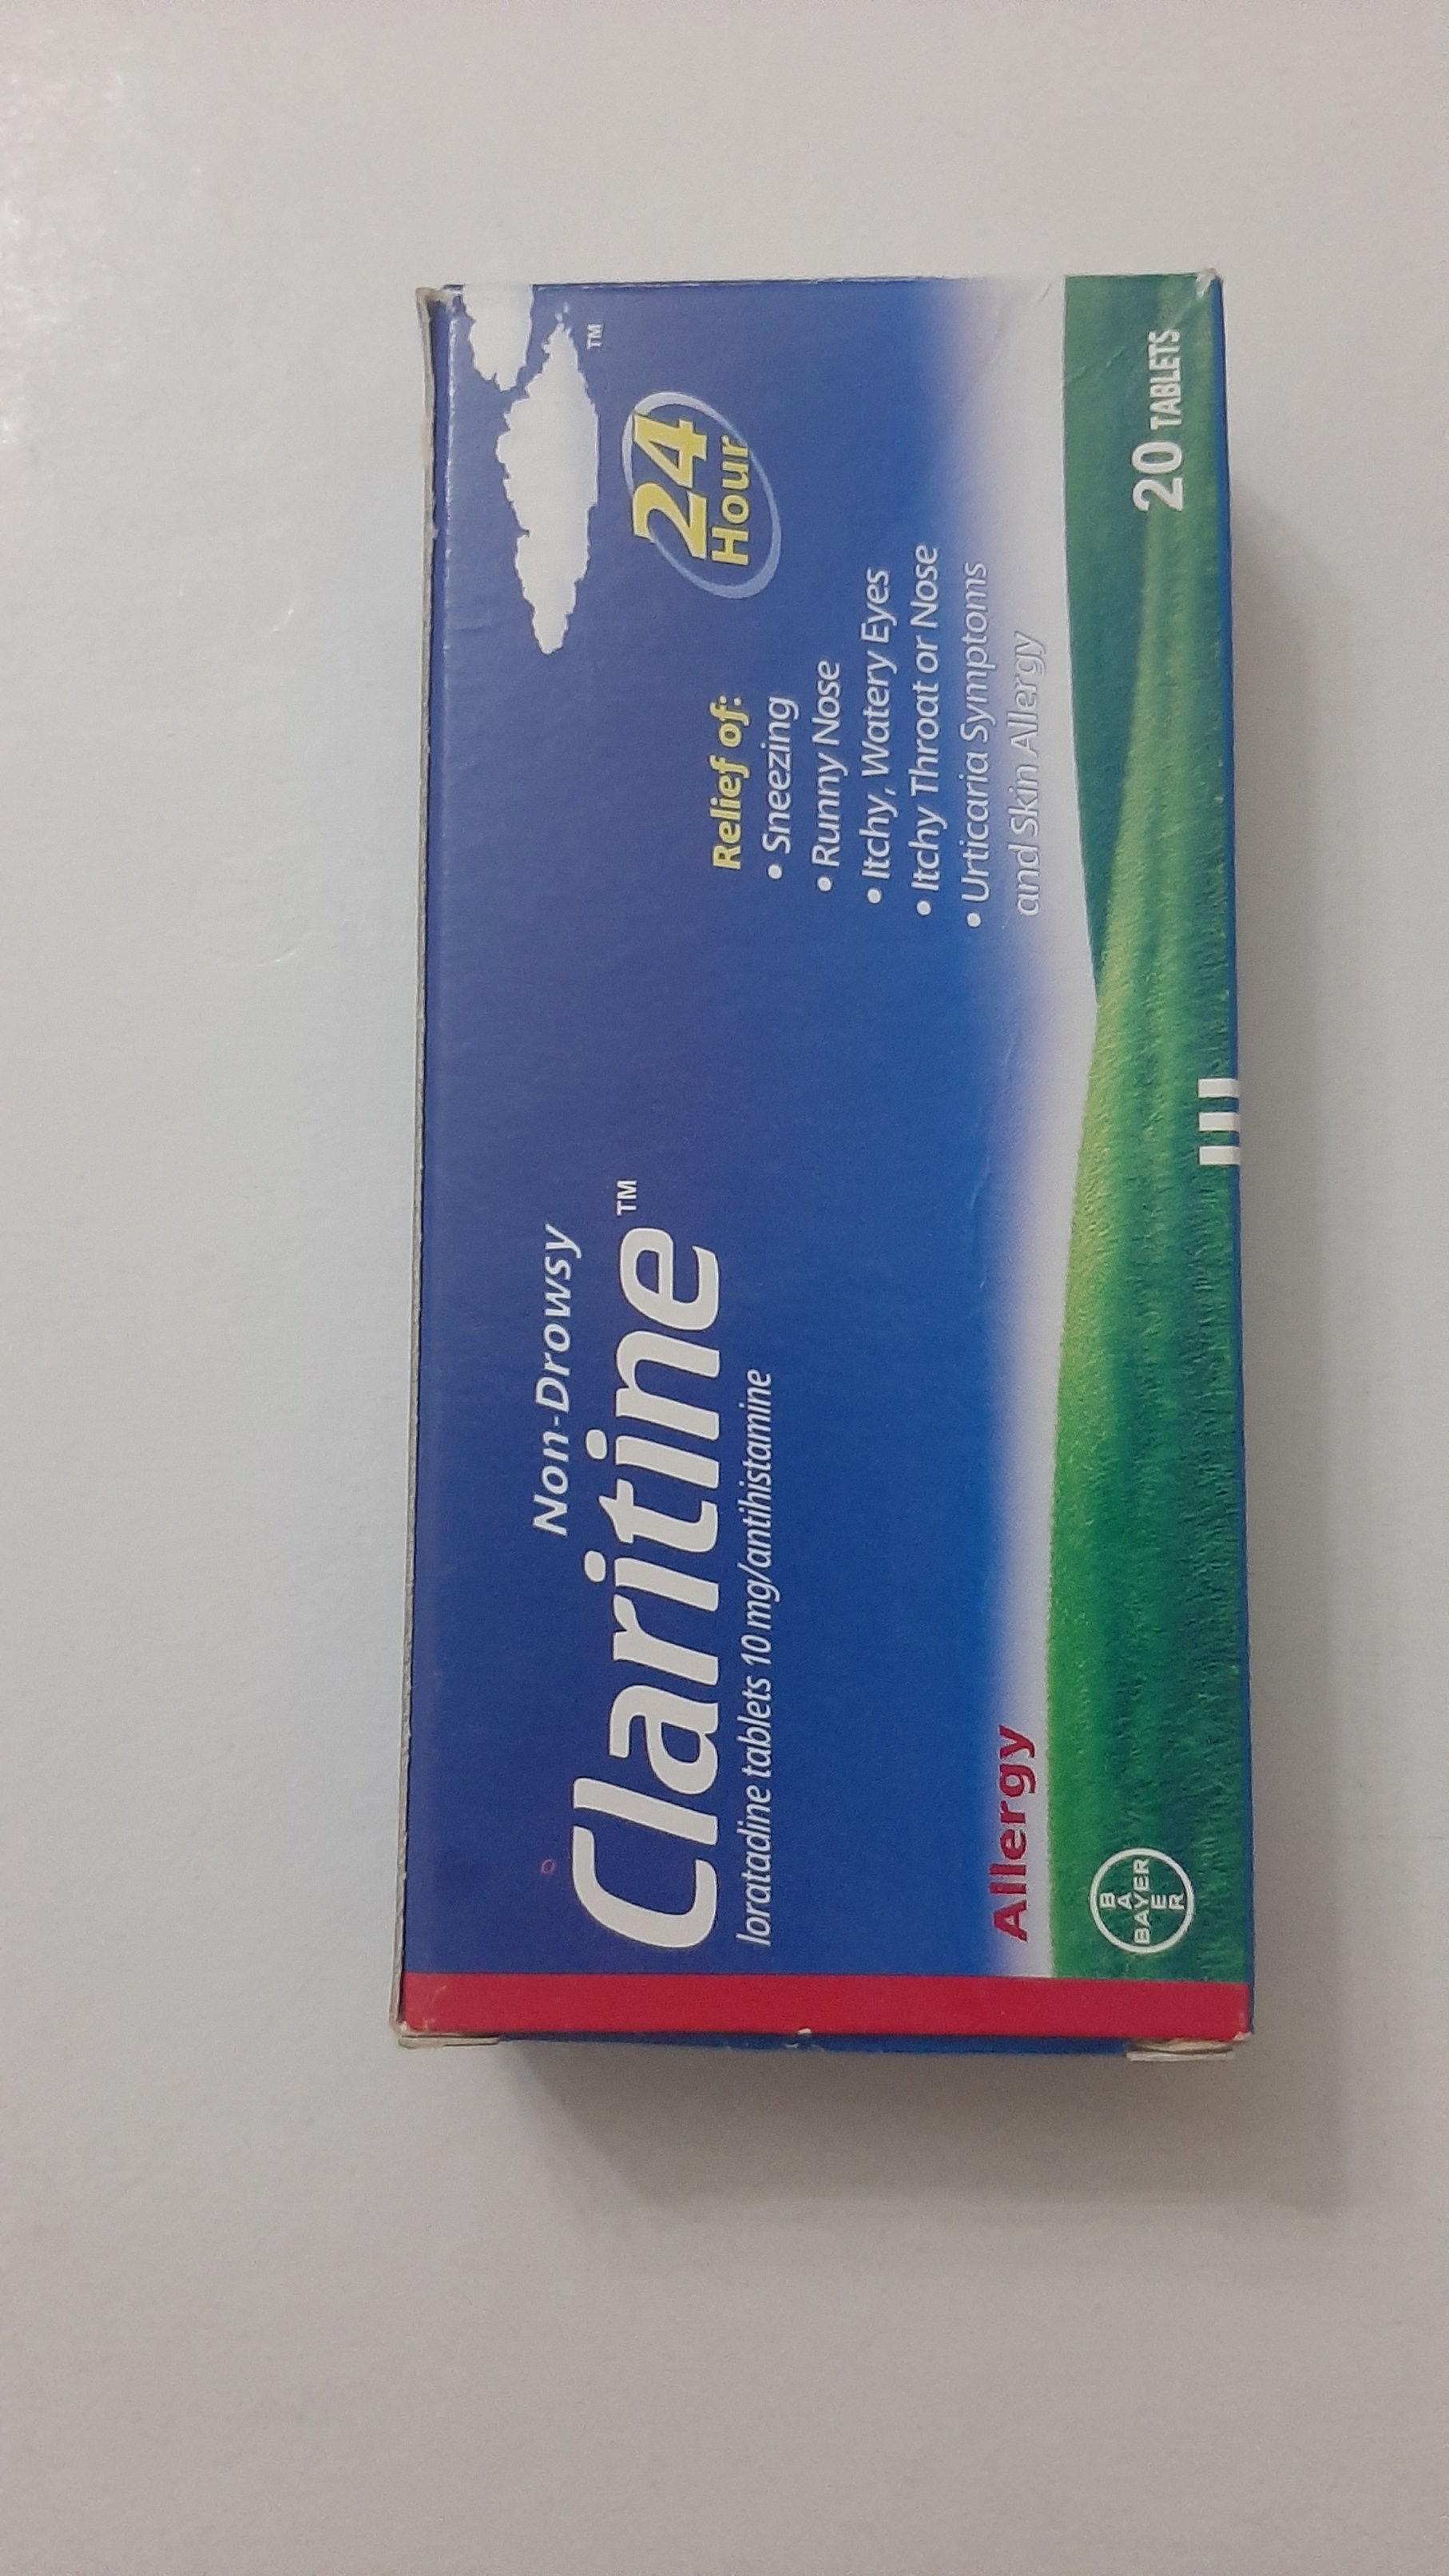 Non-Drowsy
Claritine™
loratadine tablets 10 mg/antihistamine
™
24
Hour
Relief of:
• Sneezing
• Runny Nose
• Itchy, Watery Eyes
• Itchy Throat or Nose
• Urticaria Symptoms
and Skin Allergy
Allergy
BAYER
BAYER
20 TABLETS